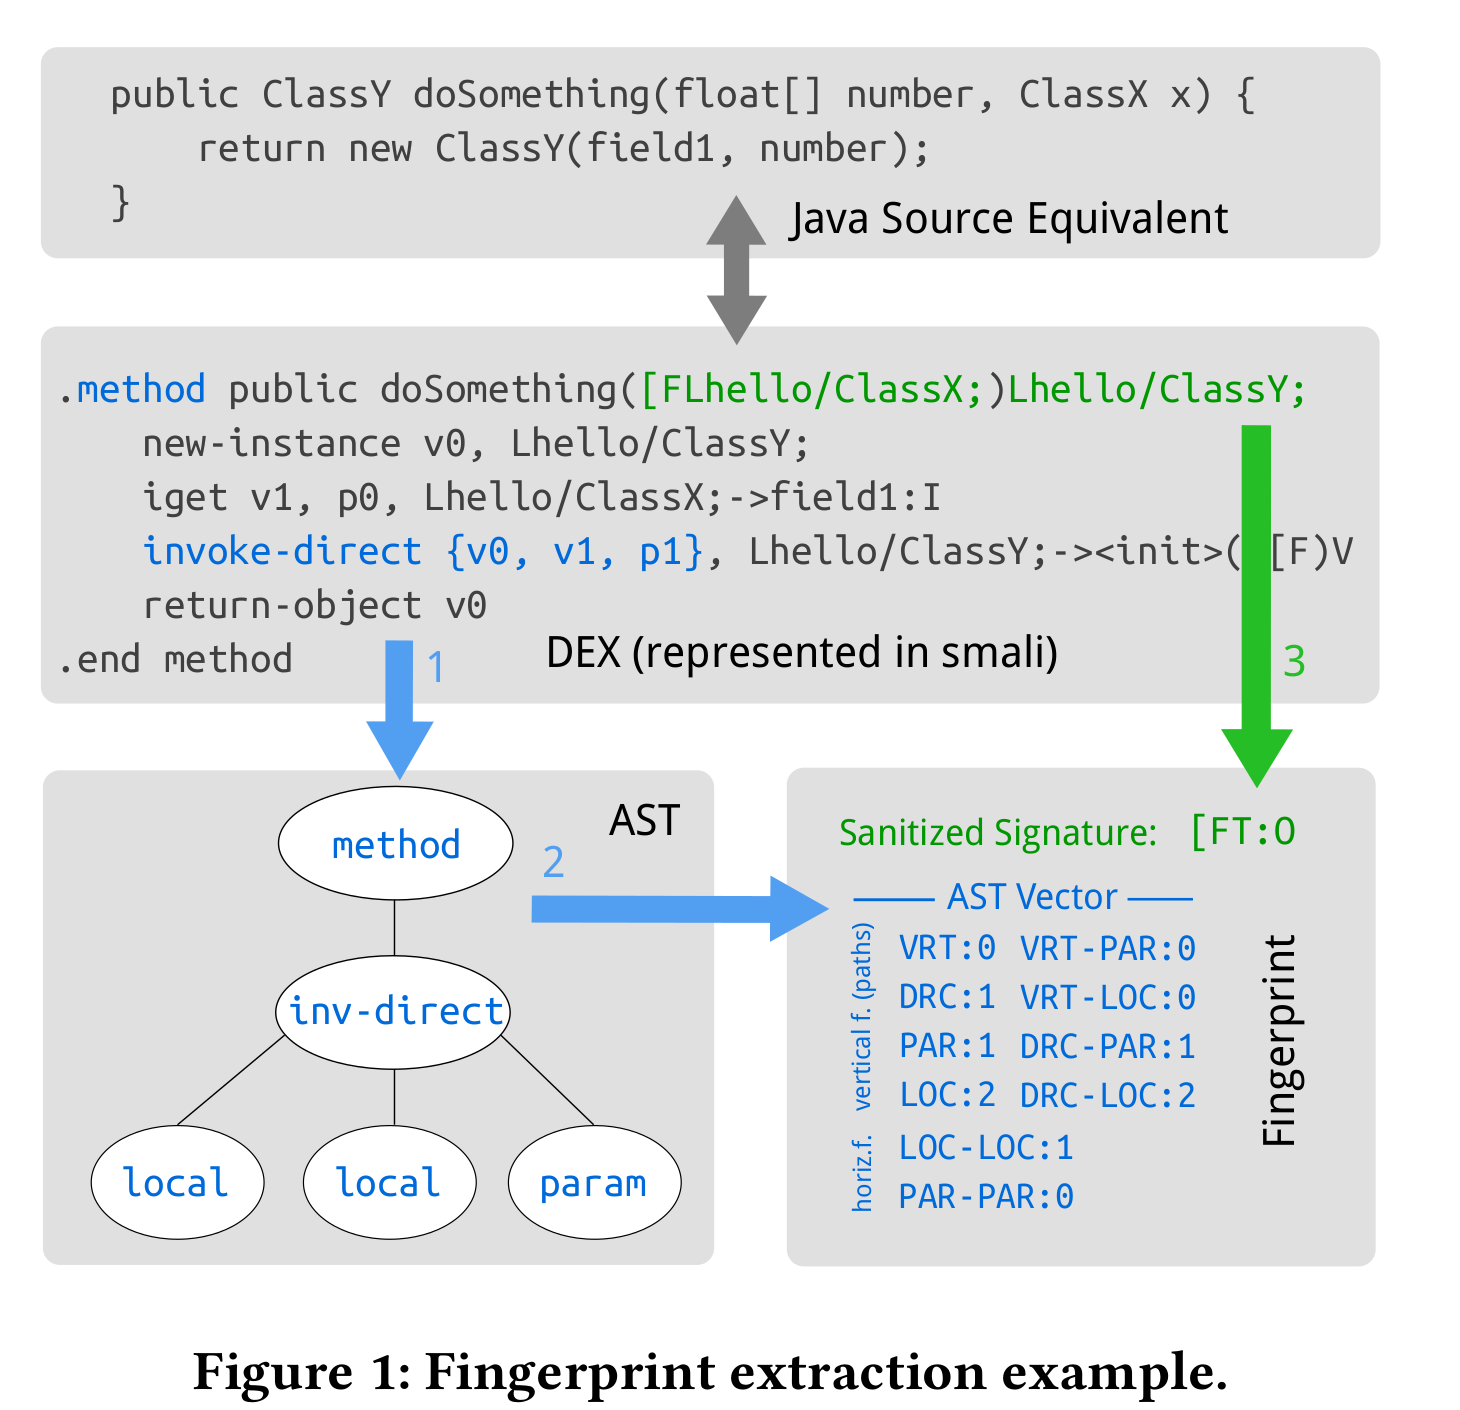 public ClassY doSomething(float[] number, ClassX x) {
return new ClassY(field1, number);
}
Java Source Equivalent
.method public doSomething([FLhello/ClassX;)Lhello/ClassY;
new-instance v0, Lhello/ClassY;
iget v1, p0, Lhello/ClassX;->field1:I
invoke-direct {v0, v1, p1}, Lhello/ClassY;-><init>( [F)V
return-object v0
.end method
DEX (represented in smali)
1
3
AST
method
2
inv-direct
local
local
param
Sanitized Signature: [FT:O
AST Vector
vertical f. (paths)
VRT:0 VRT-PAR:0
DRC:1 VRT-LOC:0
PAR:1 DRC-PAR:1
LOC:2 DRC-LOC:2
horiz.f.
LOC-LOC:1
PAR-PAR:0
Fingerprint
Figure 1: Fingerprint extraction example.